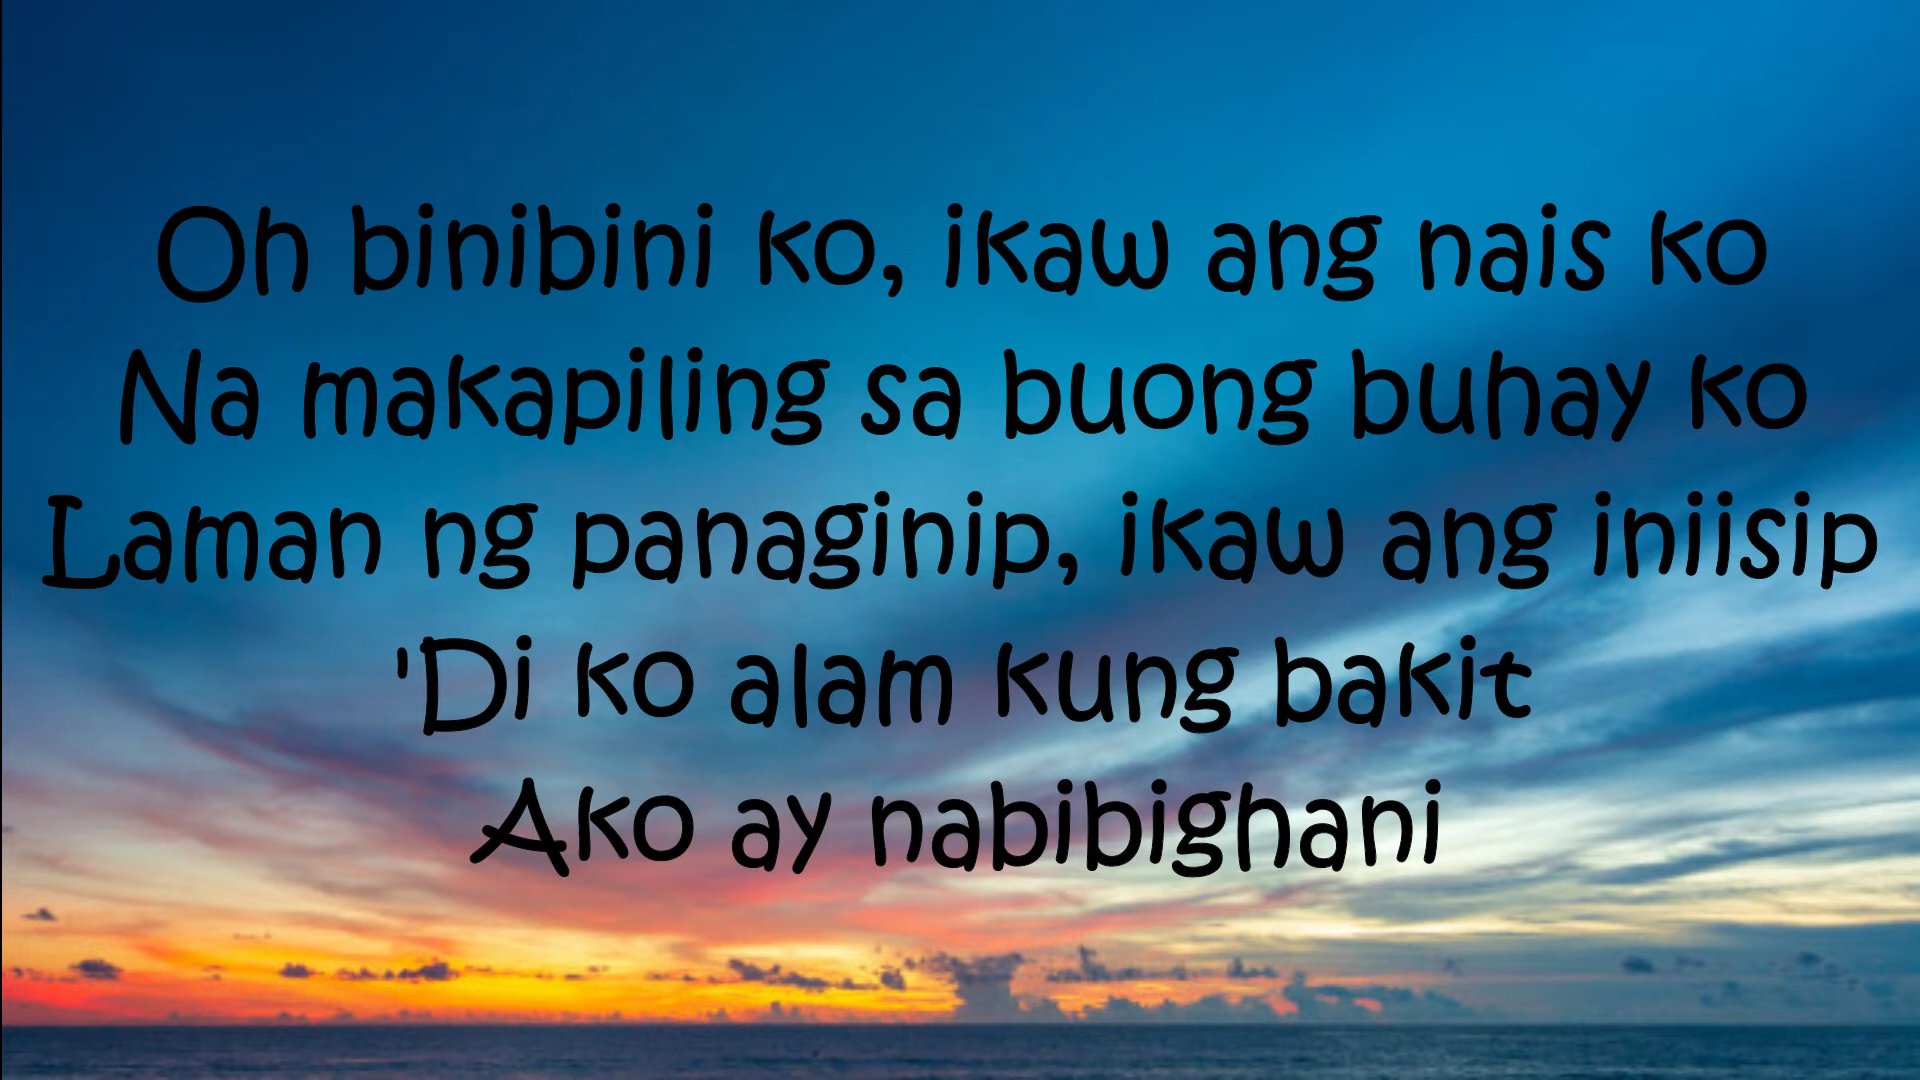 Oh binibini ko, ikaw ang nais ko
Na makapiling sa buong buhay ko
Laman ng panaginip, ikaw ang iniisip
'Di ko alam kung bakit
Ako ay nabibighani